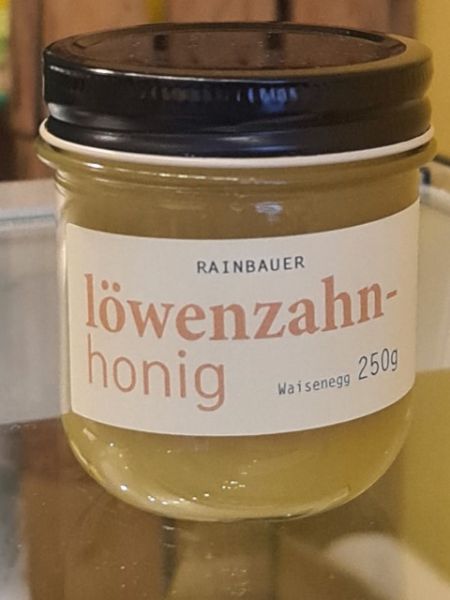 RAINBAUER
löwenzahn-
honig
Waisenegg 250g